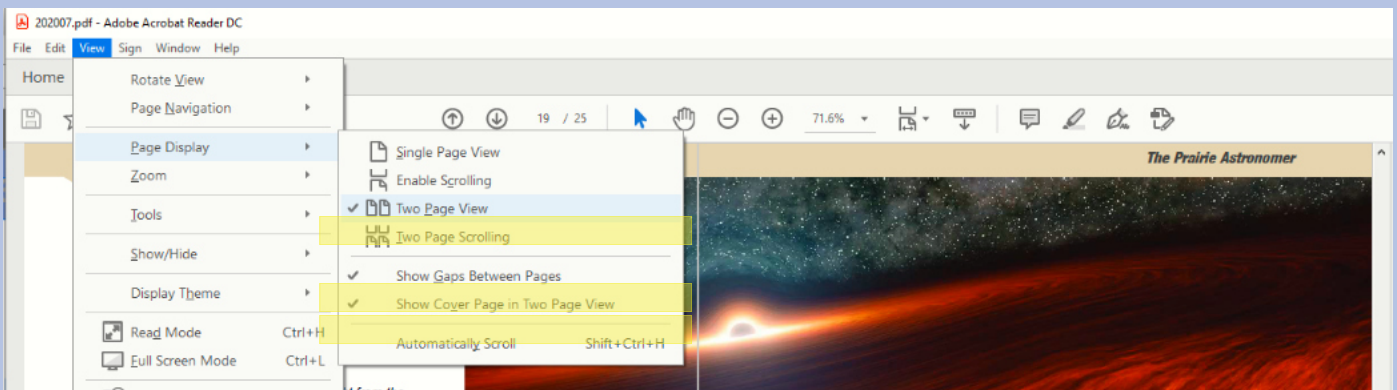 202007.pdf - Adobe Acrobat Reader DC
File Edit View Sign Window Help
Home
Rotate View
Page Navigation
Page Display
Zoom
Tools
Show/Hide
Display Theme
Read Mode Ctrl+H
Full Screen Mode Ctrl+L
19 / 25 71.6%
Single Page View
Enable Scrolling
Two Page View
Two Page Scrolling
Show Gaps Between Pages
Show Cover Page in Two Page View
Automatically Scroll Shift+Ctrl+H
The Prairie Astronomer